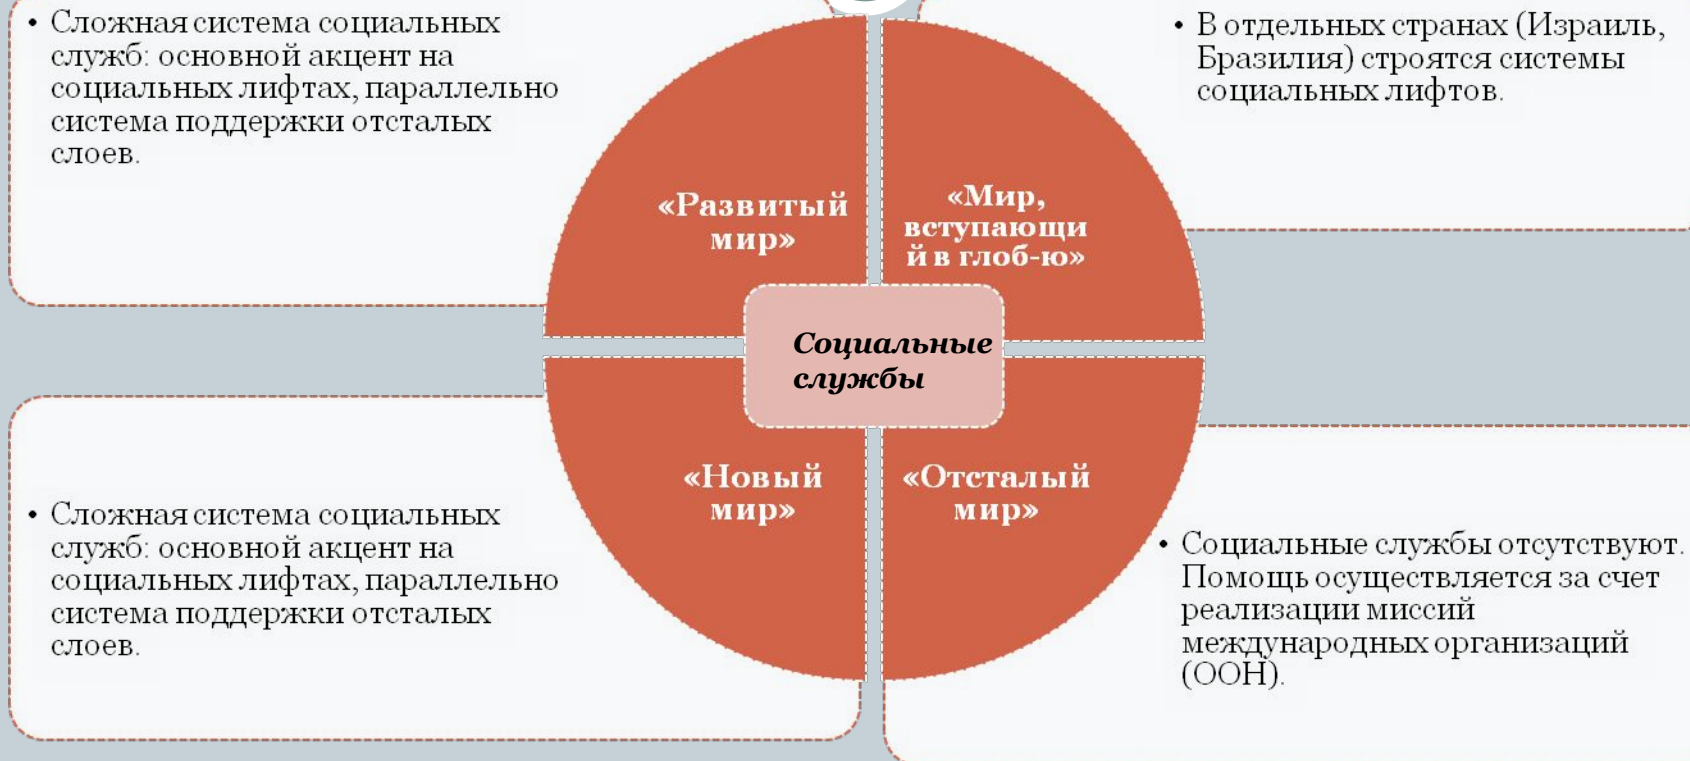 • Сложная система социальных
служб: основной акцент на
социальных лифтах, параллельно
система поддержки отсталых
слоев.
• В отдельных странах (Израиль,
Бразилия) строятся системы
социальных лифтов.
«Развитый
мир»
«Мир,
вступающи
й в глоб-ю»
Социальные
службы
«Новый
мир»
«Отсталый
мир»
• Сложная система социальных
служб: основной акцент на
социальных лифтах, параллельно
система поддержки отсталых
слоев.
• Социальные службы отсутствуют.
Помощь осуществляется за счет
реализации миссий
международных организаций
(ООН).